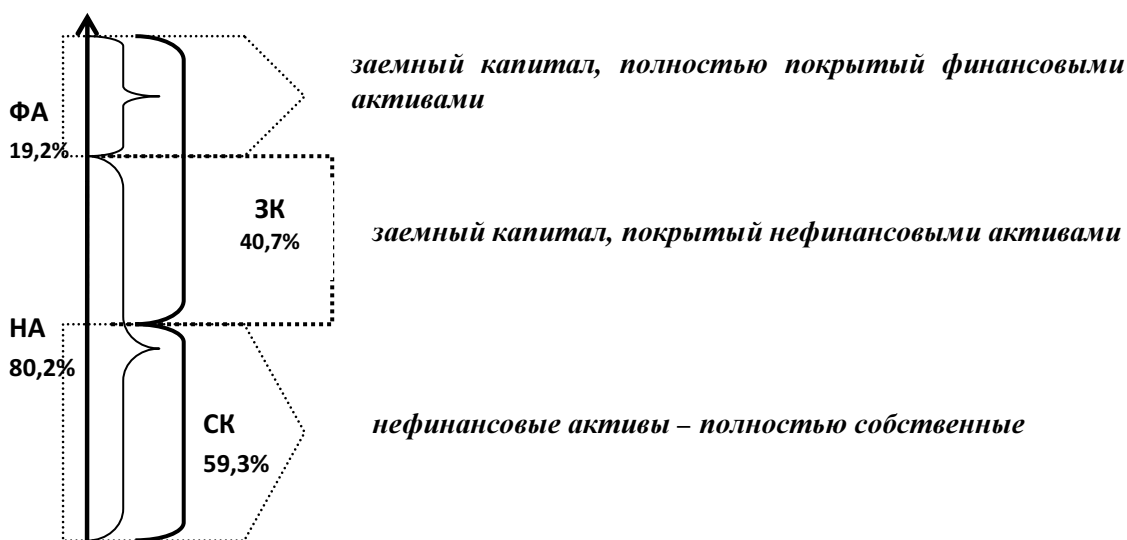 заемный капитал, полностью покрытый финансовыми
активами
ФА
19,2%
ЗК
40,7%
заемный капитал, покрытый нефинансовыми активами
НА
80,2%
СК
59,3%
нефинансовые активы – полностью собственные